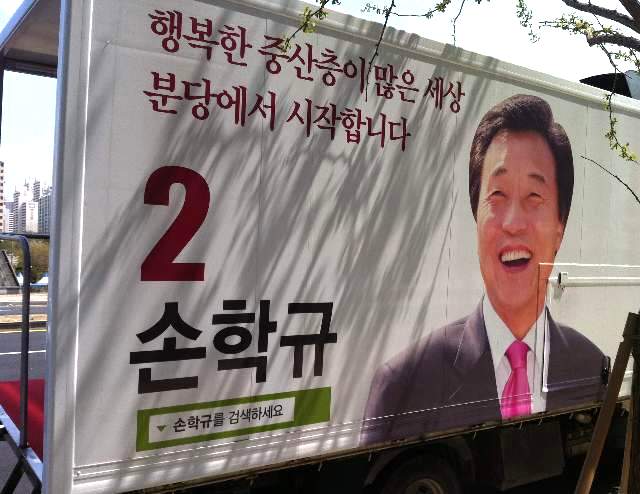 행복한 중산층이 많은 세상
분당에서 시작합니다
2
손학규
손학규를 검색하세요